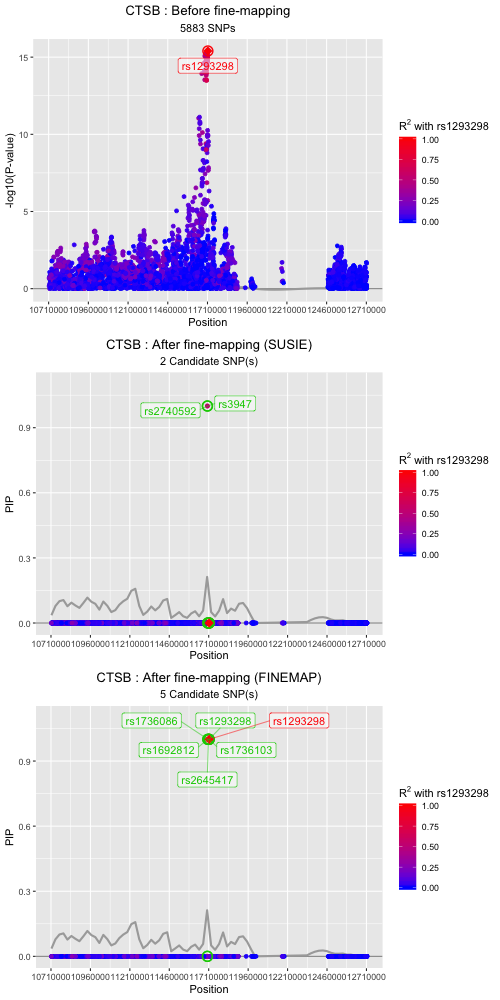 CTSB : Before fine-mapping
5883 SNPs
15
10
5
0
-log10(P-value)
rs1293298
10710000 10960000 11210000 11460000 11710000 11960000 12210000 12460000 12710000
Position
R² with rs1293298
1.00
0.75
0.50
0.25
0.00
CTSB : After fine-mapping (SUSIE)
2 Candidate SNP(s)
0.9
0.6
0.3
0.0
PIP
rs2740592
rs3947
10710000 10960000 11210000 11460000 11710000 11960000 12210000 12460000 12710000
Position
R² with rs1293298
1.00
0.75
0.50
0.25
0.00
CTSB : After fine-mapping (FINEMAP)
5 Candidate SNP(s)
0.9
0.6
0.3
0.0
PIP
rs1736086 rs1293298 rs1293298
rs1692812 rs1736103
rs2645417
10710000 10960000 11210000 11460000 11710000 11960000 12210000 12460000 12710000
Position
R² with rs1293298
1.00
0.75
0.50
0.25
0.00